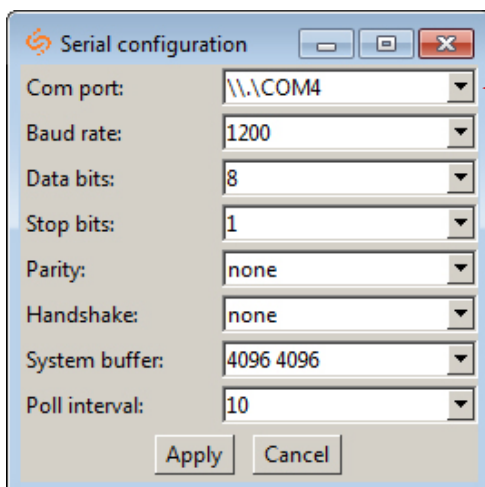 Serial configuration
Com port: \\.\COM4
Baud rate: 1200
Data bits: 8
Stop bits: 1
Parity: none
Handshake: none
System buffer: 4096 4096
Poll interval: 10
Apply Cancel